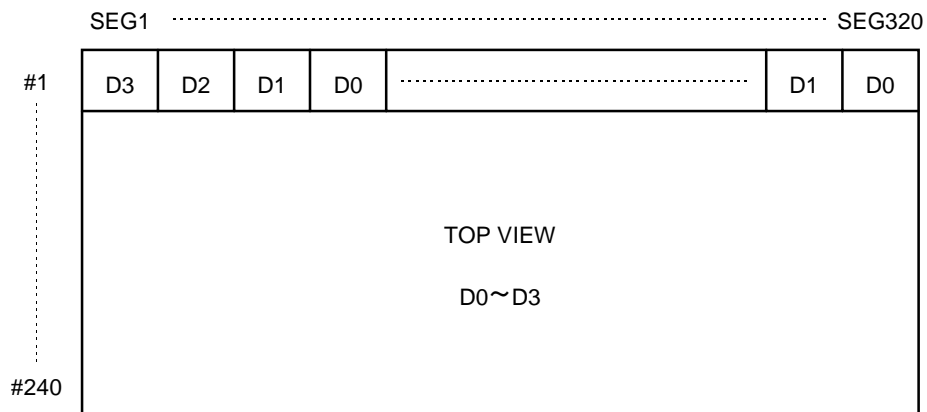 SEG1 SEG320
#1 D3 D2 D1 D0 D1 D0
TOP VIEW
D0~D3
#240